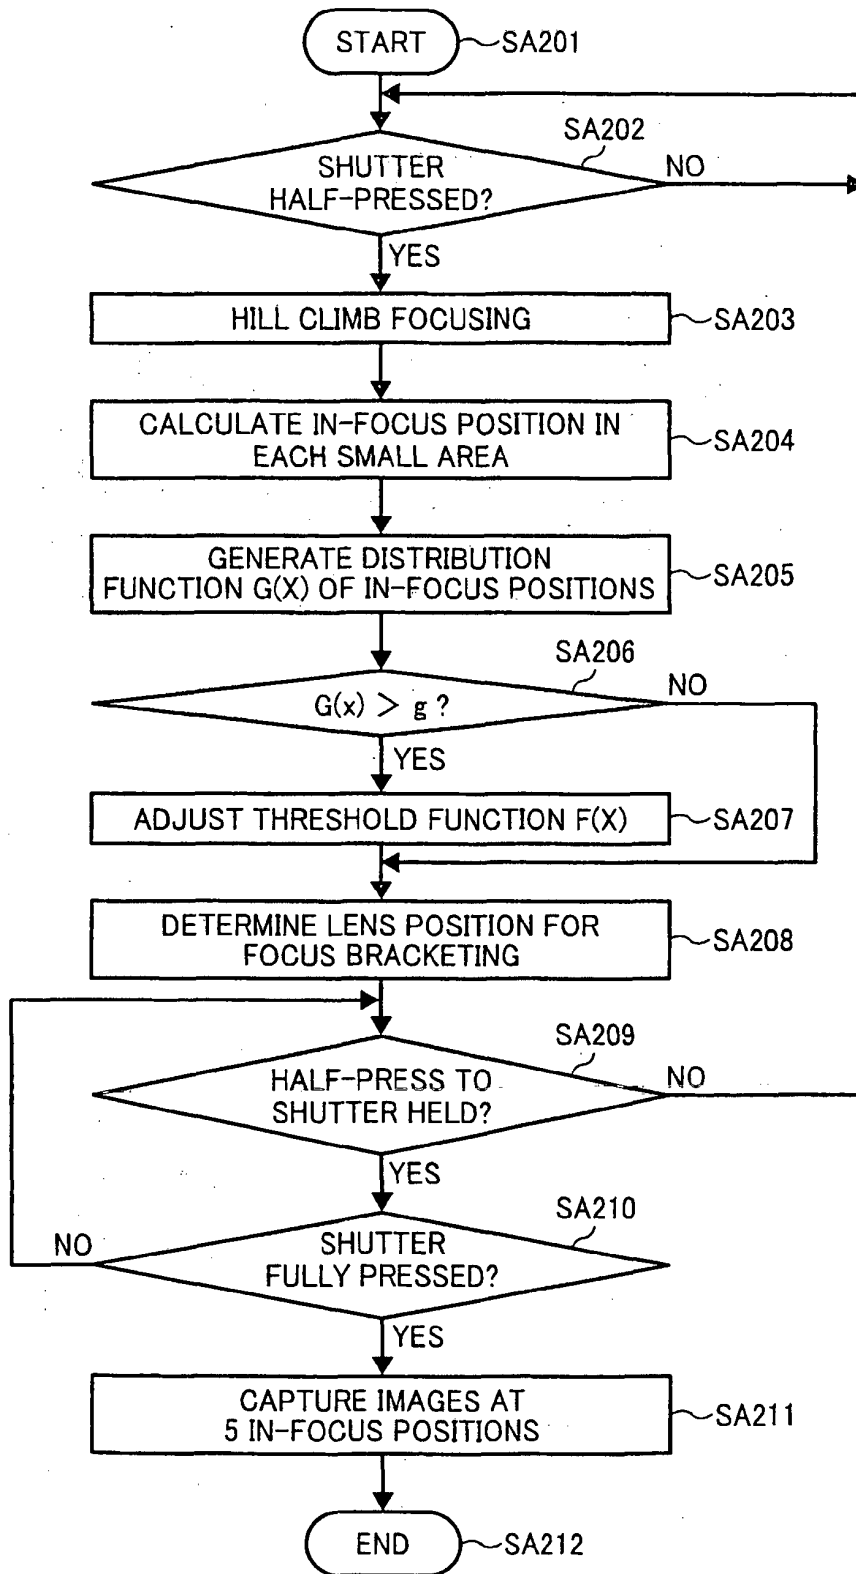 START
SA201
SA202
SHUTTER
HALF-PRESSED?
NO
YES
HILL CLIMB FOCUSING
SA203
CALCULATE IN-FOCUS POSITION IN
EACH SMALL AREA
SA204
GENERATE DISTRIBUTION
FUNCTION G(X) OF IN-FOCUS POSITIONS
SA205
SA206
G(x) > g ?
NO
YES
ADJUST THRESHOLD FUNCTION F(X)
SA207
DETERMINE LENS POSITION FOR
FOCUS BRACKETING
SA208
SA209
HALF-PRESS TO
SHUTTER HELD?
NO
YES
SA210
SHUTTER
FULLY PRESSED?
NO
YES
CAPTURE IMAGES AT
5 IN-FOCUS POSITIONS
SA211
END
SA212